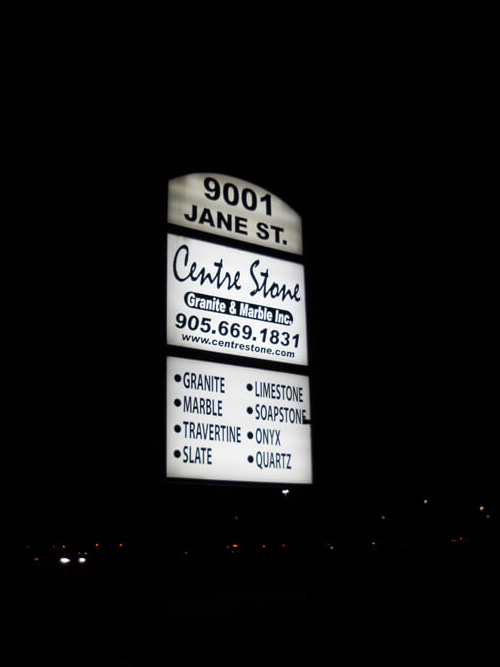 9001
JANE ST.
Centre Stone
Granite & Marble Inc.
905.669.1831
www.centrestone.com
• GRANITE
• MARBLE
• TRAVERTINE
• SLATE
• LIMESTONE
• SOAPSTONE
• ONYX
• QUARTZ